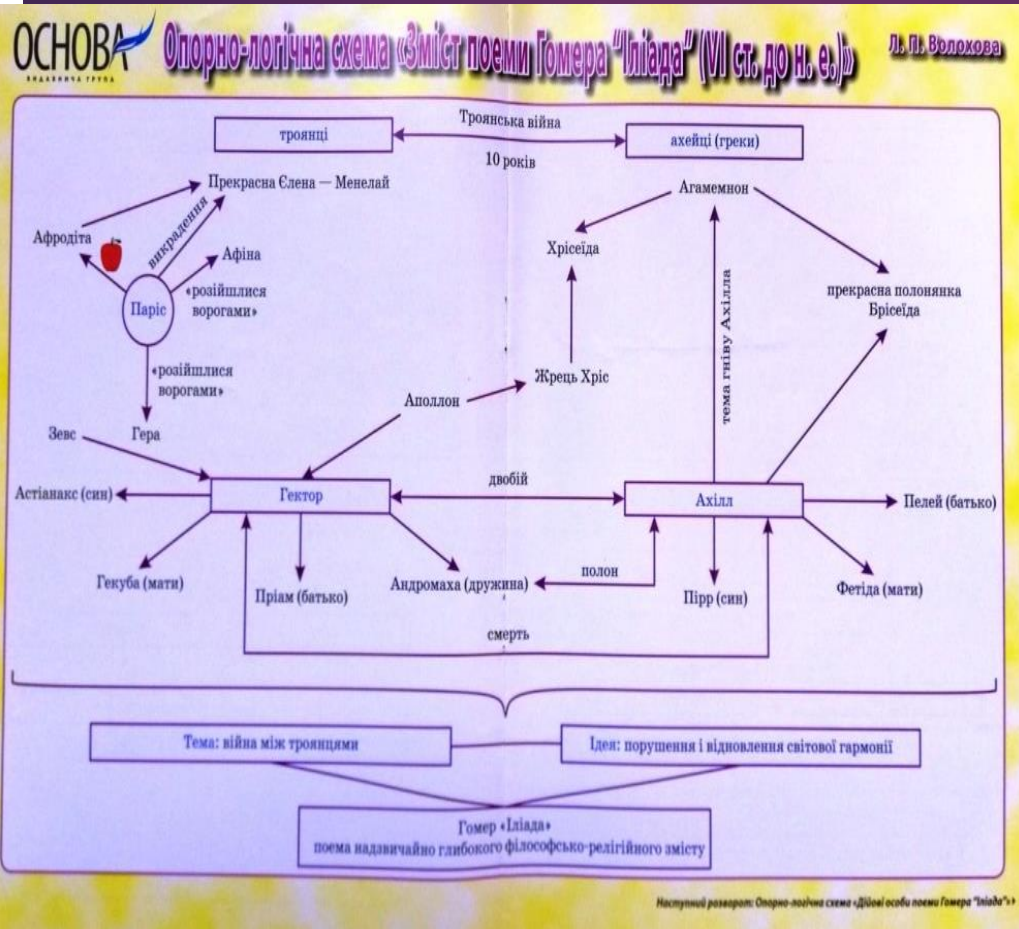 ОСНОВА
ВИДАВНИЧА ГРУПА
Опорно-логічна схема «Зміст поеми Гомера "Іліада" (VI ст. до н. е.)»
Л. П. Волохова
троянці
Троянська війна
10 років
ахейці (греки)
Прекрасна Єлена — Менелай
Агамемнон
викрадення
Афродіта
Афіна
Хрісеїда
«розійшлися
ворогами»
Паріс
прекрасна полонянка
Брісеїда
тема гніву Ахілла
«розійшлися
ворогами»
Жрець Хріс
Аполлон
Зевс
Гера
Астіанакс (син)
Гектор
двобій
Ахілл
Пелей (батько)
Гекуба (мати)
Пріам (батько)
Андромаха (дружина)
полон
Пірр (син)
Фетіда (мати)
смерть
Тема: війна між троянцями
Ідея: порушення і відновлення світової гармонії
Гомер «Іліада»
поема надзвичайно глибокого філософсько-релігійного змісту
Наступний розворот: Опорно-логічна схема «Дійові особи поеми Гомера "Іліада"»